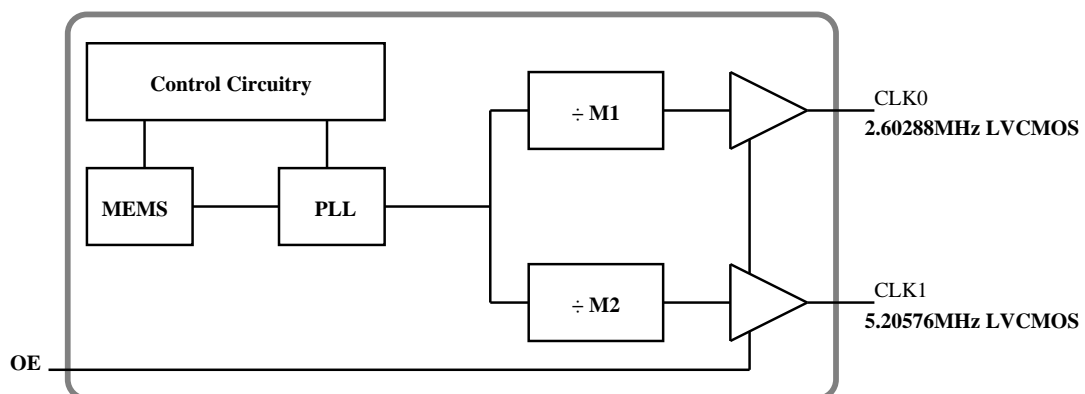 Control Circuitry
÷ M1
CLK0
2.60288MHz LVCMOS
MEMS
PLL
÷ M2
CLK1
5.20576MHz LVCMOS
OE